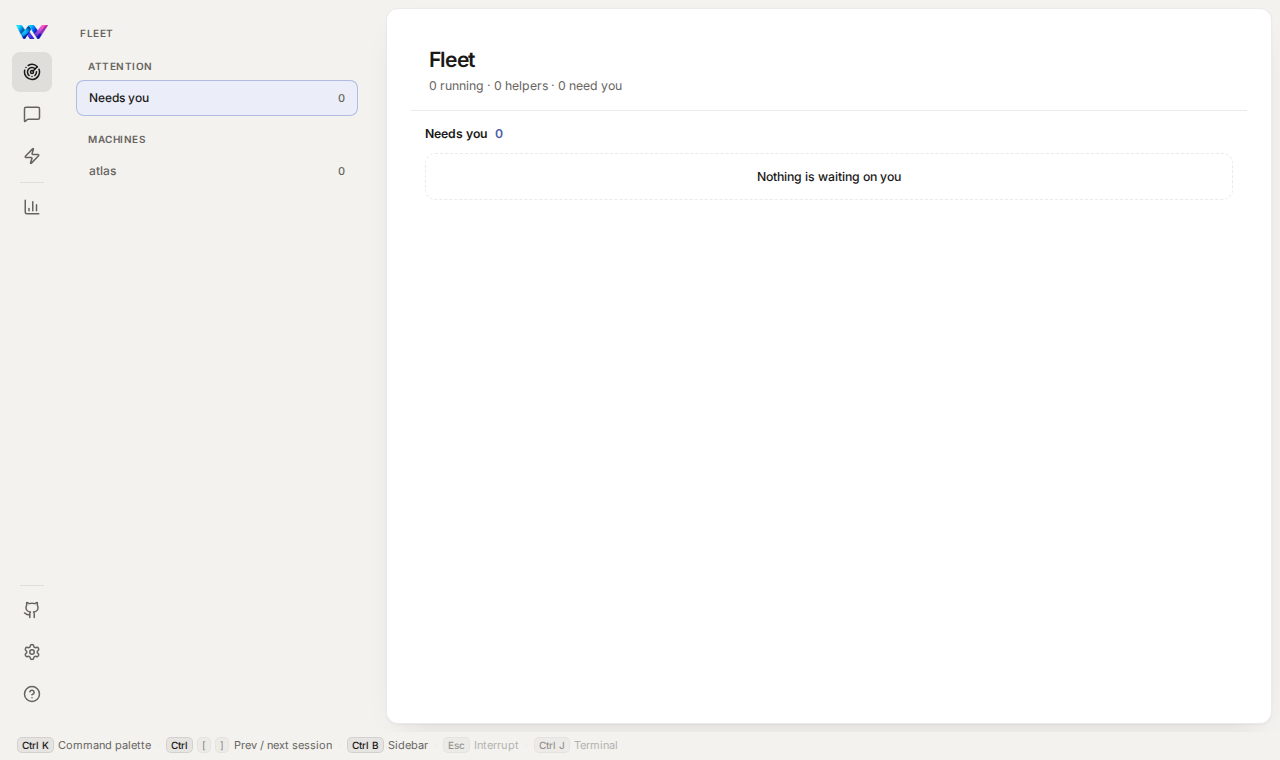 FLEET
ATTENTION
Needs you 0
MACHINES
atlas 0
Fleet
0 running · 0 helpers · 0 need you
Needs you 0
Nothing is waiting on you
Ctrl K Command palette Ctrl [ ] Prev / next session Ctrl B Sidebar Esc Interrupt Ctrl J Terminal